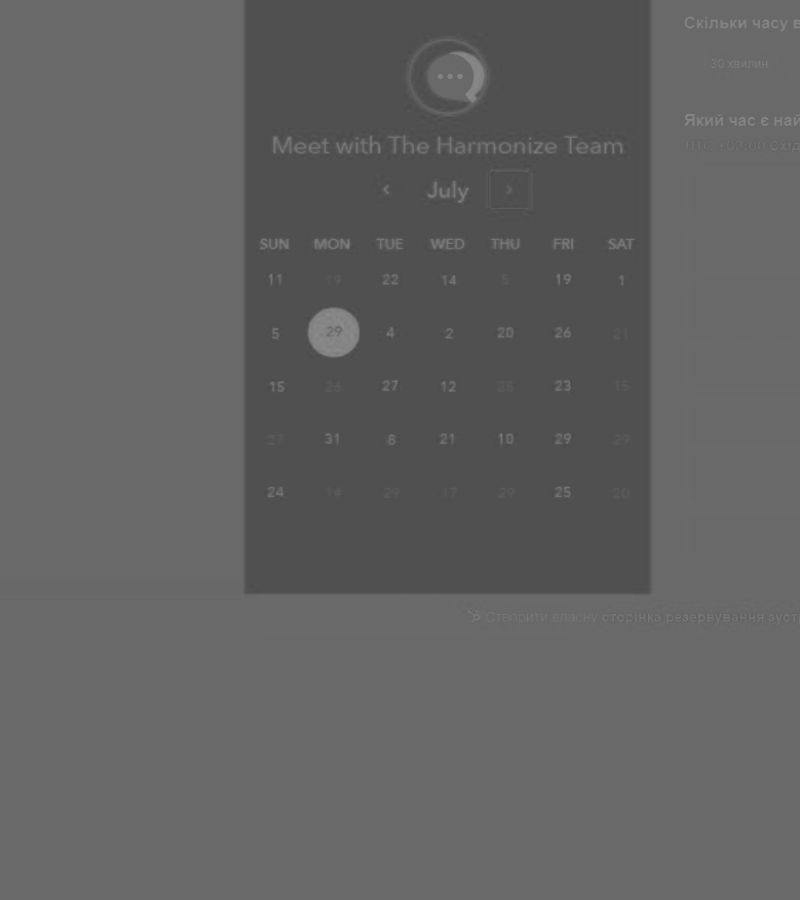 Скільки часу в
30 хвилин
Meet with The Harmonize Team
Який час є най
July
SUN MON TUE WED THU FRI SAT
11 19 22 14 5 19 1
5 29 4 2 20 26 21
15 26 27 12 28 23 15
27 31 8 21 10 29 29
24 14 29 17 29 25 20
Створити власну сторінка резервування зуст